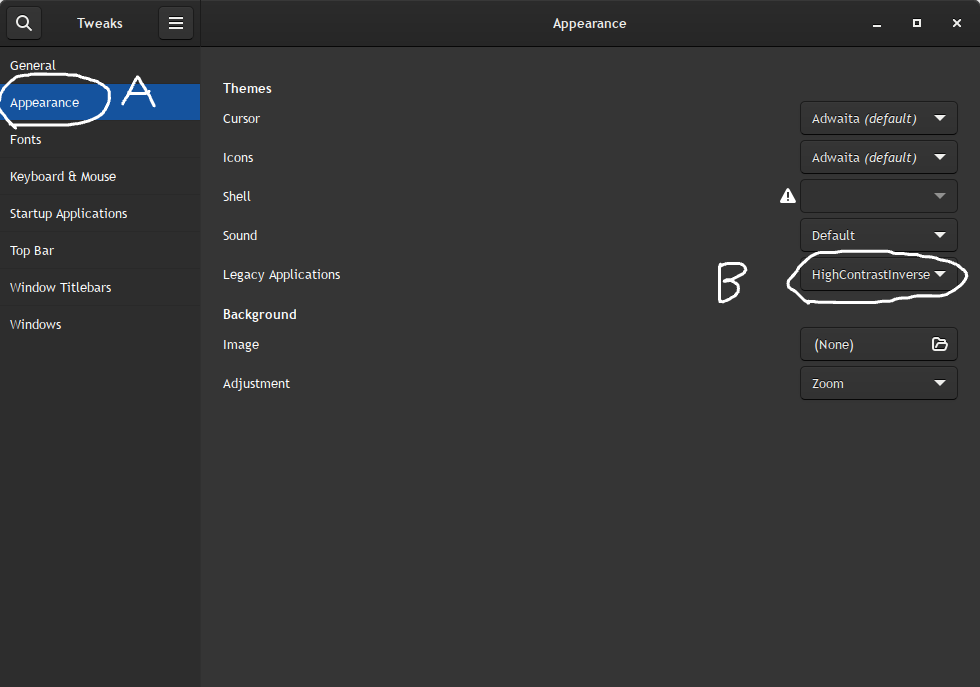 Tweaks Appearance
General
Appearance A
Fonts
Keyboard & Mouse
Startup Applications
Top Bar
Window Titlebars
Windows
Themes
Cursor Adwaita (default)
Icons Adwaita (default)
Shell
Sound Default
Legacy Applications B HighContrastInverse
Background
Image (None)
Adjustment Zoom